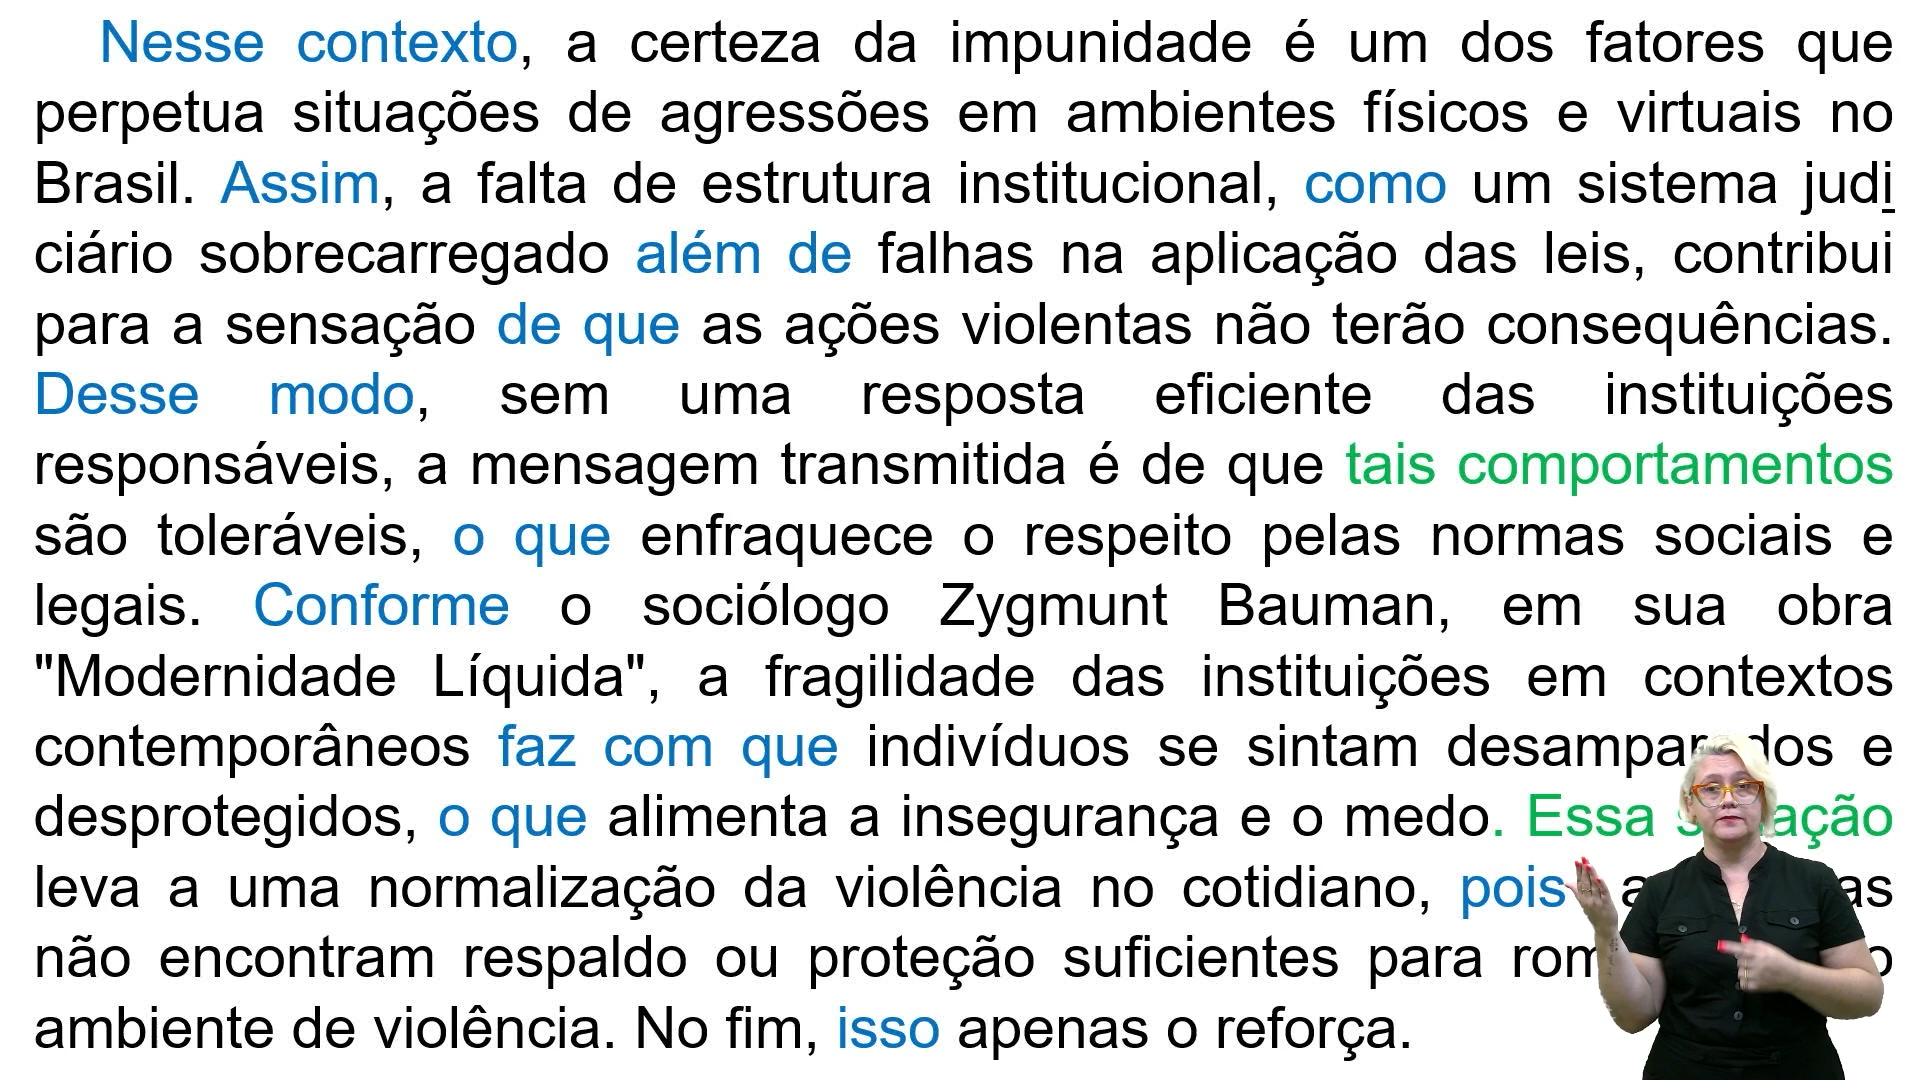 Nesse contexto, a certeza da impunidade é um dos fatores que
perpetua situações de agressões em ambientes físicos e virtuais no
Brasil. Assim, a falta de estrutura institucional, como um sistema judi
ciário sobrecarregado além de falhas na aplicação das leis, contribui
para a sensação de que as ações violentas não terão consequências.
Desse modo, sem uma resposta eficiente das instituições
responsáveis, a mensagem transmitida é de que tais comportamentos
são toleráveis, o que enfraquece o respeito pelas normas sociais e
legais. Conforme o sociólogo Zygmunt Bauman, em sua obra
"Modernidade Líquida", a fragilidade das instituições em contextos
contemporâneos faz com que indivíduos se sintam desamparados e
desprotegidos, o que alimenta a insegurança e o medo. Essa
leva a uma normalização da violência no cotidiano, pois
não encontram respaldo ou proteção suficientes para
ambiente de violência. No fim, isso apenas o reforça.